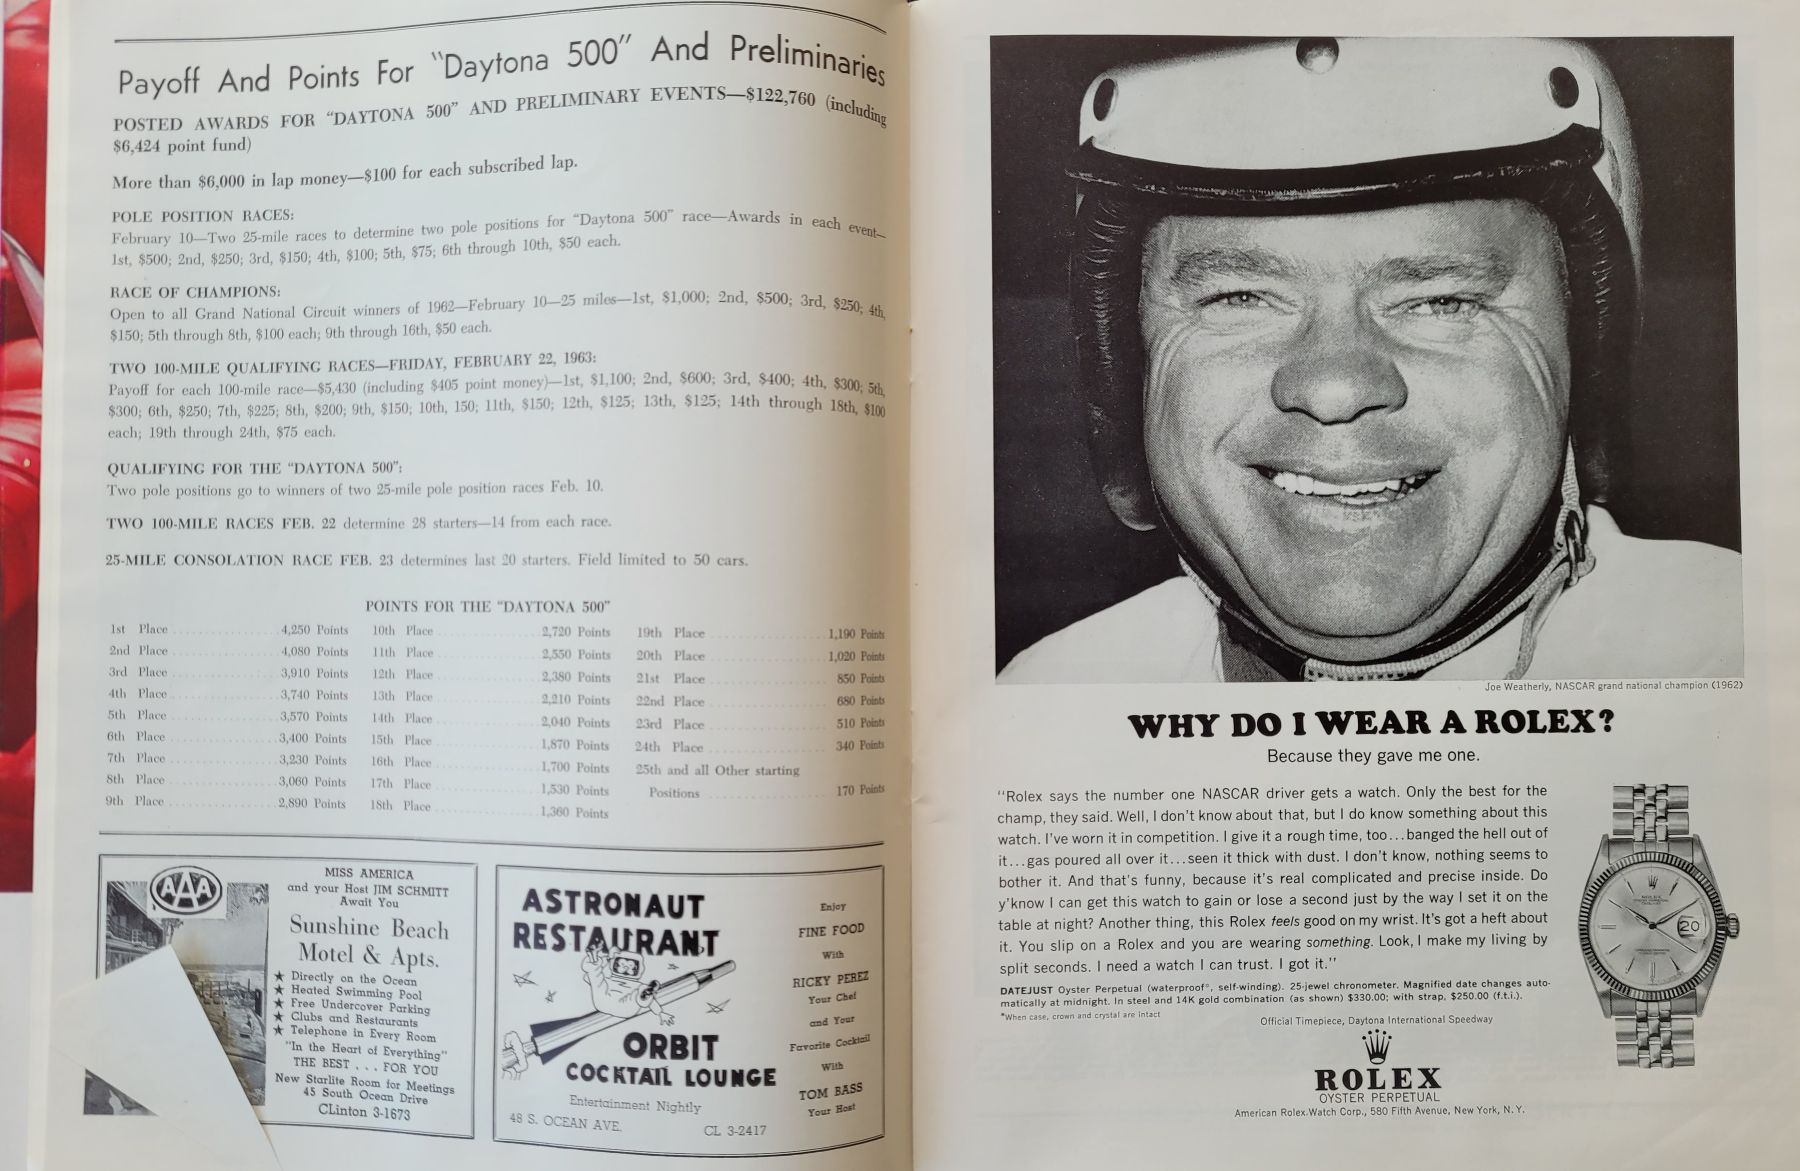 Payoff And Points For "Daytona 500" And Preliminaries
POSTED AWARDS FOR "DAYTONA 500" AND PRELIMINARY EVENTS—$122,760 (including
$6,424 point fund)
More than $6,000 in lap money—$100 for each subscribed lap.
POLE POSITION RACES:
February 10—Two 25-mile races to determine two pole positions for "Daytona 500" race—Awards in each event—
1st, $500; 2nd, $250; 3rd, $150; 4th, $100; 5th, $75; 6th through 10th, $50 each.
RACE OF CHAMPIONS:
Open to all Grand National Circuit winners of 1962—February 10—25 miles—1st, $1,000; 2nd, $500; 3rd, $250; 4th,
$150; 5th through 8th, $100 each; 9th through 16th, $50 each.
TWO 100-MILE QUALIFYING RACES—FRIDAY, FEBRUARY 22, 1963:
Payoff for each 100-mile race—$5,430 (including $405 point money)—1st, $1,100; 2nd, $600; 3rd, $400; 4th, $300; 5th,
$300; 6th, $250; 7th, $225; 8th, $200; 9th, $150; 10th, 150; 11th, $150; 12th, $125; 13th, $125; 14th through 18th, $100
each; 19th through 24th, $75 each.
QUALIFYING FOR THE "DAYTONA 500":
Two pole positions go to winners of two 25-mile pole position races Feb. 10.
TWO 100-MILE RACES FEB. 22 determine 28 starters—14 from each race.
25-MILE CONSOLATION RACE FEB. 23 determines last 20 starters. Field limited to 50 cars.
POINTS FOR THE "DAYTONA 500"
1st Place 4,250 Points
2nd Place 4,080 Points
3rd Place 3,910 Points
4th Place 3,740 Points
5th Place 3,570 Points
6th Place 3,400 Points
7th Place 3,230 Points
8th Place 3,060 Points
9th Place 2,890 Points
10th Place 2,720 Points
11th Place 2,550 Points
12th Place 2,380 Points
13th Place 2,210 Points
14th Place 2,040 Points
15th Place 1,870 Points
16th Place 1,700 Points
17th Place 1,530 Points
18th Place 1,360 Points
19th Place 1,190 Points
20th Place 1,020 Points
21st Place 850 Points
22nd Place 680 Points
23rd Place 510 Points
24th Place 340 Points
25th and all Other starting
Positions 170 Points
AAA
MISS AMERICA
and your Host JIM SCHMITT
Await You
Sunshine Beach
Motel & Apts.
★ Directly on the Ocean
★ Heated Swimming Pool
★ Free Undercover Parking
★ Clubs and Restaurants
★ Telephone in Every Room
"In the Heart of Everything"
THE BEST . . . FOR YOU
New Starlite Room for Meetings
45 South Ocean Drive
CLinton 3-1673
ASTRONAUT
RESTAURANT
ORBIT
COCKTAIL LOUNGE
Entertainment Nightly
48 S. OCEAN AVE. CL 3-2417
Enjoy
FINE FOOD
With
RICKY PEREZ
Your Chef
and Your
Favorite Cocktail
With
TOM BASS
Your Host
Joe Weatherly, NASCAR grand national champion (1962)
WHY DO I WEAR A ROLEX?
Because they gave me one.
"Rolex says the number one NASCAR driver gets a watch. Only the best for the
champ, they said. Well, I don't know about that, but I do know something about this
watch. I've worn it in competition. I give it a rough time, too...banged the hell out of
it...gas poured all over it...seen it thick with dust. I don't know, nothing seems to
bother it. And that's funny, because it's real complicated and precise inside. Do
y'know I can get this watch to gain or lose a second just by the way I set it on the
table at night? Another thing, this Rolex feels good on my wrist. It's got a heft about
it. You slip on a Rolex and you are wearing something. Look, I make my living by
split seconds. I need a watch I can trust. I got it."
DATEJUST Oyster Perpetual (waterproof*, self-winding). 25-jewel chronometer. Magnified date changes auto-
matically at midnight. In steel and 14K gold combination (as shown) $330.00; with strap, $250.00 (f.t.i.).
*When case, crown and crystal are intact
Official Timepiece, Daytona International Speedway
ROLEX
OYSTER PERPETUAL
American Rolex Watch Corp., 580 Fifth Avenue, New York, N.Y.
ROLEX
20